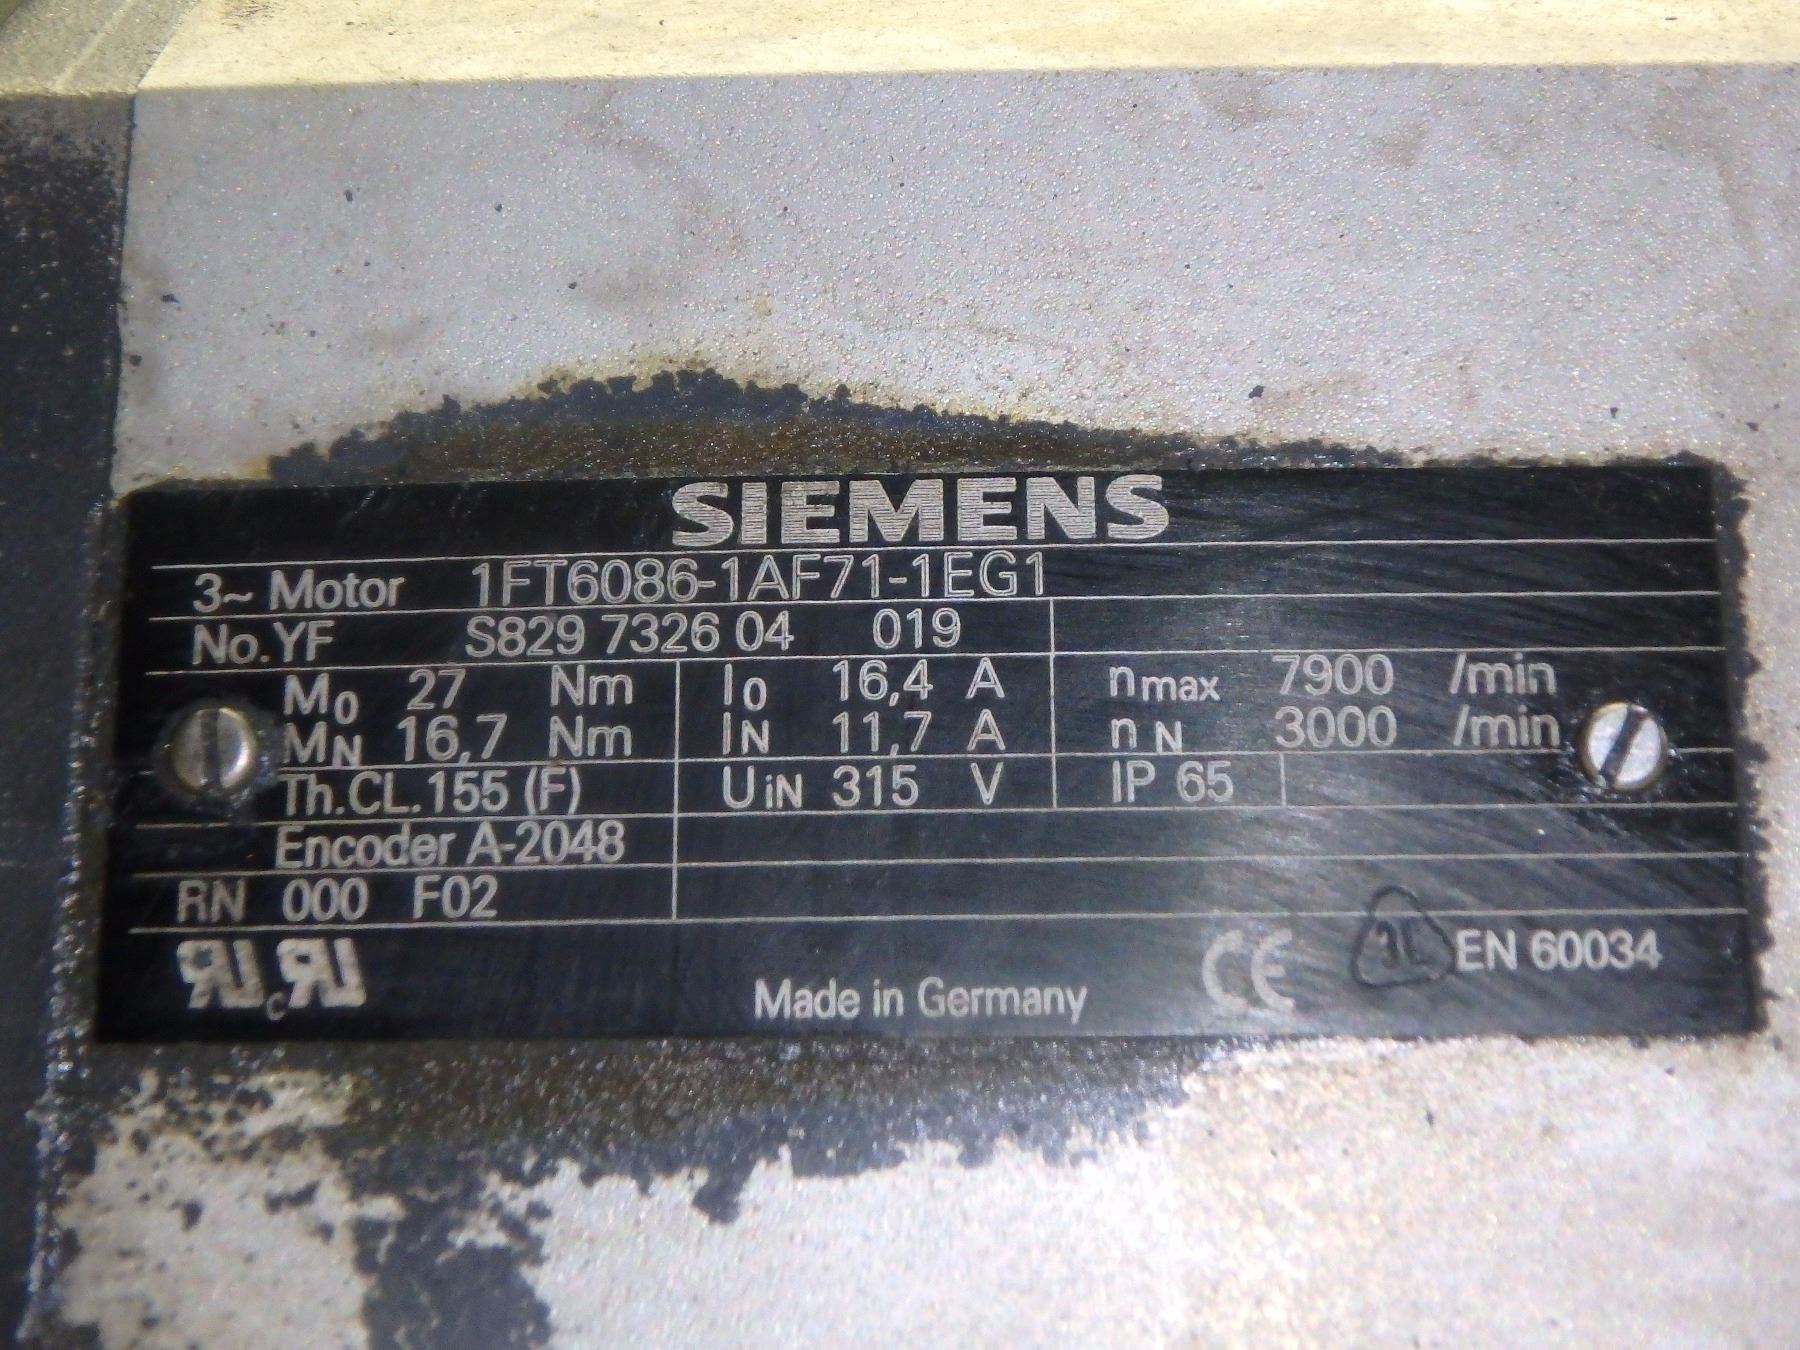 SIEMENS
3~ Motor 1FT6086-1AF71-1EG1
No. YF S829 7326 04 019
M0 27 Nm I0 16,4 A nmax 7900 /min
MN 16,7 Nm IN 11,7 A nN 3000 /min
Th.CL.155 (F) UiN 315 V IP 65
Encoder A-2048
RN 000 F02
Made in Germany CE EN 60034